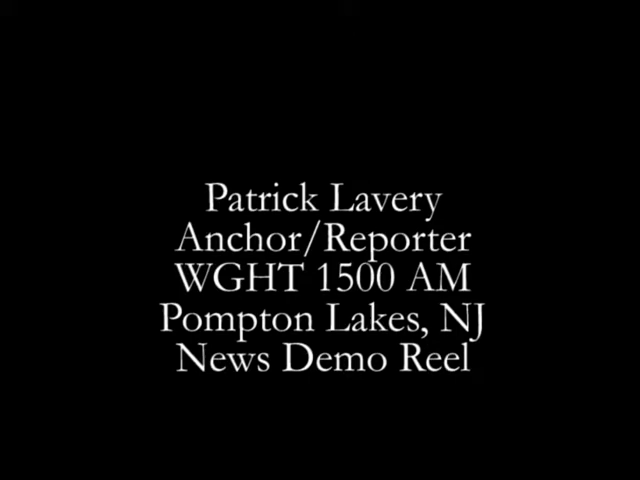 Patrick Lavery
Anchor/Reporter
WGHT 1500 AM
Pompton Lakes, NJ
News Demo Reel